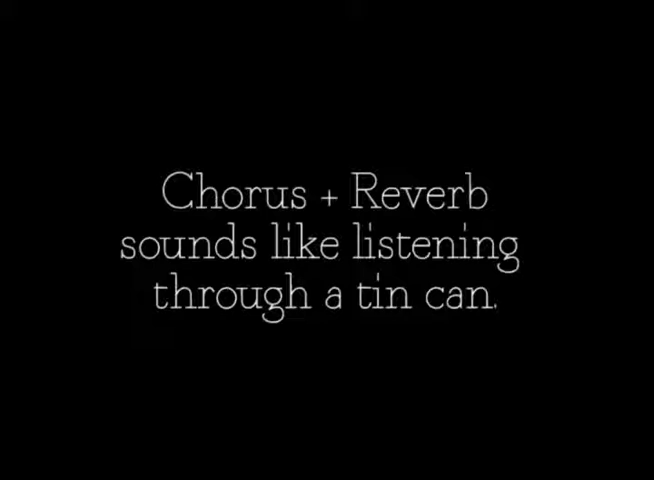 Chorus + Reverb
sounds like listening
through a tin can.